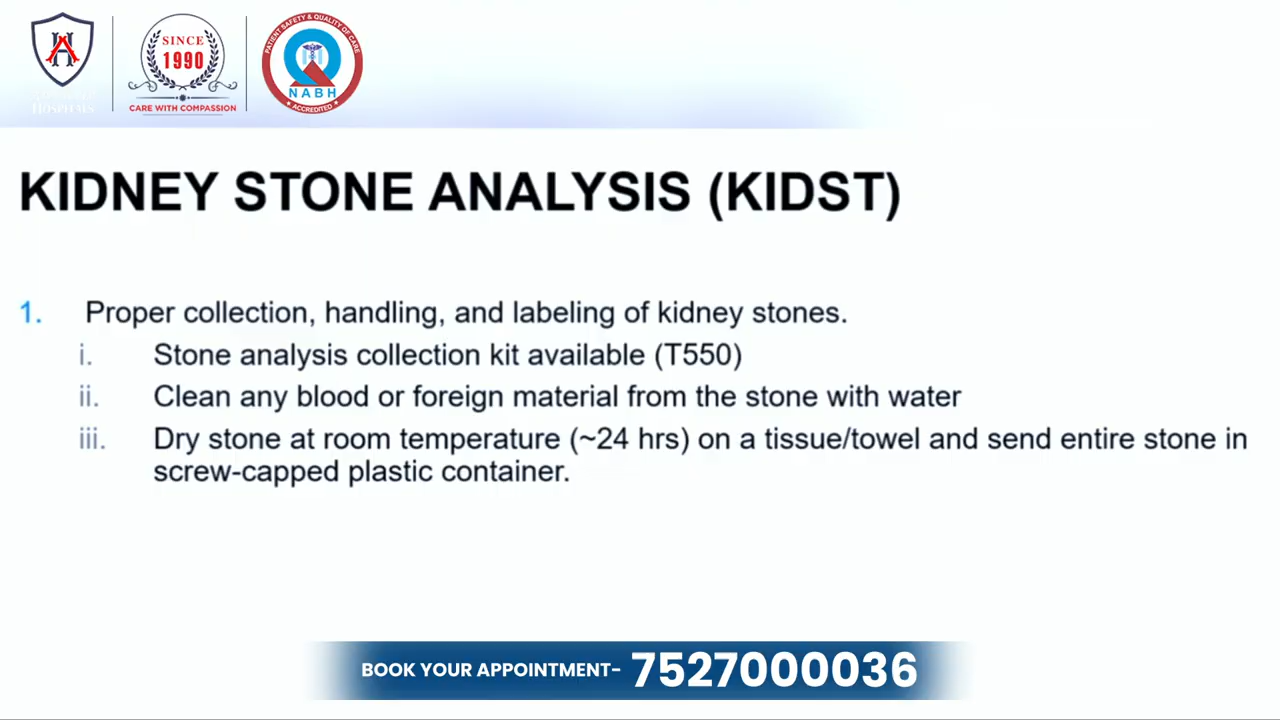 SINCE
1990
CARE WITH COMPASSION
PATIENT SAFETY & QUALITY OF CARE
NABH
ACCREDITED
HOSPITALS
KIDNEY STONE ANALYSIS (KIDST)
1. Proper collection, handling, and labeling of kidney stones.
i. Stone analysis collection kit available (T550)
ii. Clean any blood or foreign material from the stone with water
iii. Dry stone at room temperature (~24 hrs) on a tissue/towel and send entire stone in
screw-capped plastic container.
BOOK YOUR APPOINTMENT- 7527000036